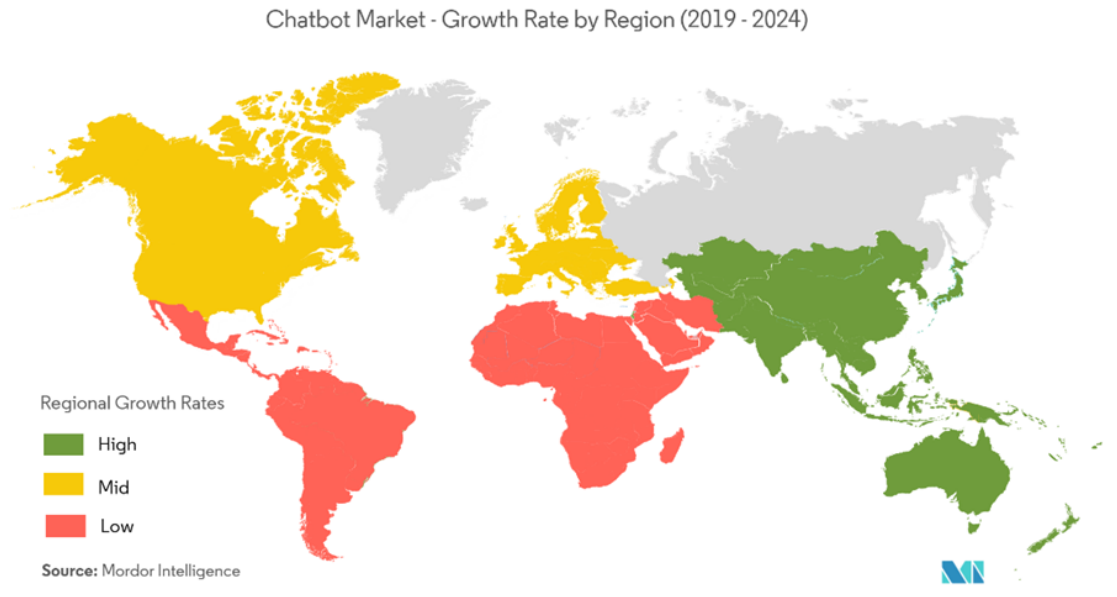 Chatbot Market - Growth Rate by Region (2019 - 2024)
Regional Growth Rates
High
Mid
Low
Source: Mordor Intelligence